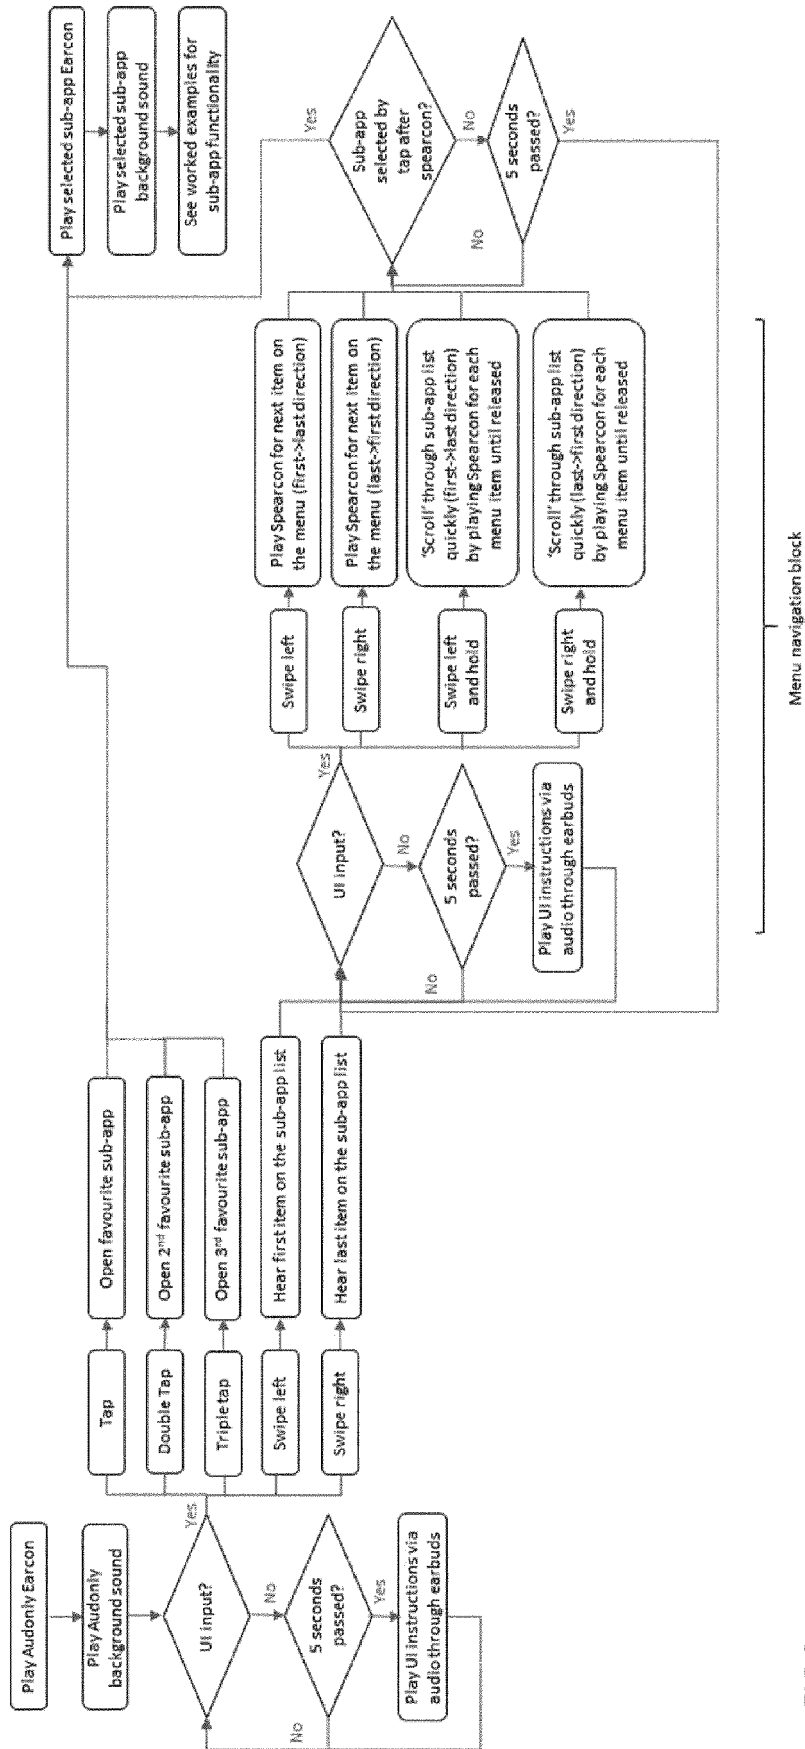 Play Audonly Earcon
Play Audonly
background sound
UI input?
Yes
No
5 seconds
passed?
No
Yes
Play UI instructions via
audio through earbuds
Tap
Double Tap
Triple tap
Swipe left
Swipe right
Open favourite sub-app
Open 2nd favourite sub-app
Open 3rd favourite sub-app
Hear first item on the sub-app list
Hear last item on the sub-app list
UI input?
Yes
No
5 seconds
passed?
No
Yes
Play UI instructions via
audio through earbuds
Swipe left
Swipe right
Swipe left
and hold
Swipe right
and hold
Play Spearcon for next item on
the menu (first->last direction)
Play Spearcon for next item on
the menu (last->first direction)
'Scroll' through sub-app list
quickly (first->last direction)
by playing Spearcon for each
menu item until released
'Scroll' through sub-app list
quickly (last->first direction)
by playing Spearcon for each
menu item until released
Sub-app
selected by
tap after
spearcon?
Yes
No
5 seconds
passed?
No
Yes
Play selected sub-app Earcon
Play selected sub-app
background sound
See worked examples for
sub-app functionality
Menu navigation block